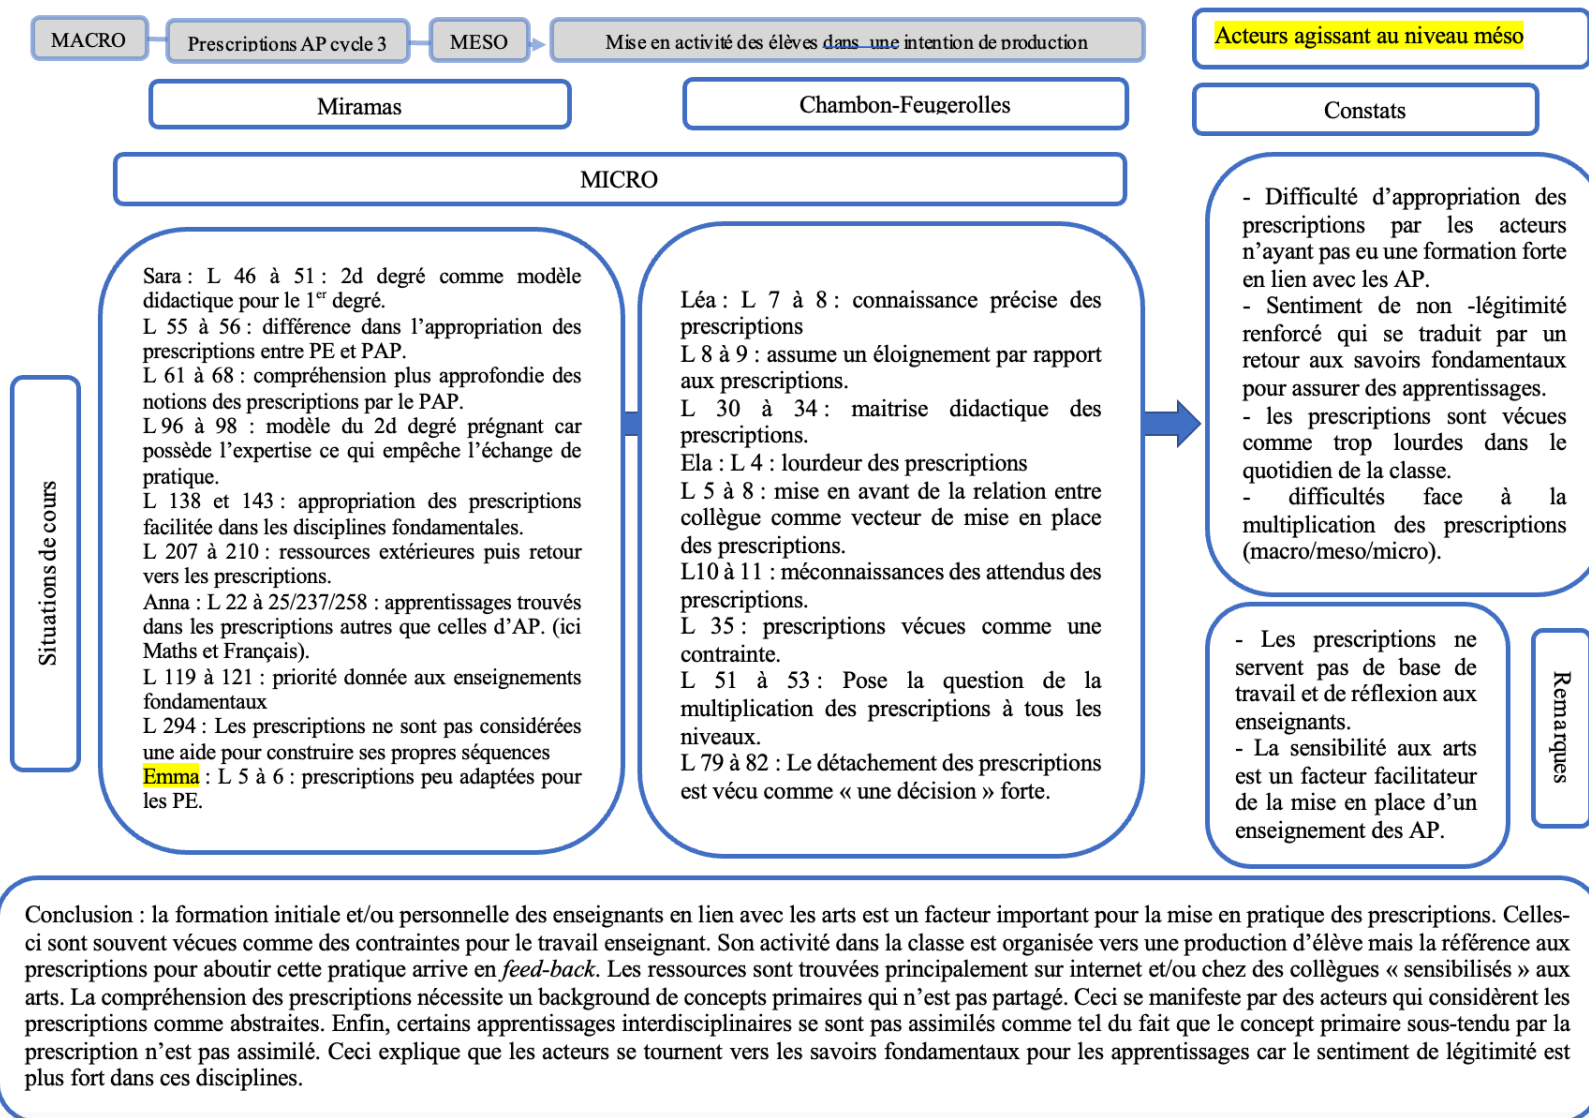 MACRO
Prescriptions AP cycle 3
MESO
Mise en activité des élèves dans une intention de production
Acteurs agissant au niveau méso
Miramas
Chambon-Feugerolles
Constats
MICRO
Situations de cours
Sara : L 46 à 51 : 2d degré comme modèle
didactique pour le 1er degré.
L 55 à 56 : différence dans l’appropriation des
prescriptions entre PE et PAP.
L 61 à 68 : compréhension plus approfondie des
notions des prescriptions par le PAP.
L 96 à 98 : modèle du 2d degré prégnant car
possède l’expertise ce qui empêche l’échange de
pratique.
L 138 et 143 : appropriation des prescriptions
facilitée dans les disciplines fondamentales.
L 207 à 210 : ressources extérieures puis retour
vers les prescriptions.
Anna : L 22 à 25/237/258 : apprentissages trouvés
dans les prescriptions autres que celles d’AP. (ici
Maths et Français).
L 119 à 121 : priorité donnée aux enseignements
fondamentaux
L 294 : Les prescriptions ne sont pas considérées
une aide pour construire ses propres séquences
Emma : L 5 à 6 : prescriptions peu adaptées pour
les PE.
Léa : L 7 à 8 : connaissance précise des
prescriptions
L 8 à 9 : assume un éloignement par rapport
aux prescriptions.
L 30 à 34 : maitrise didactique des
prescriptions.
Ela : L 4 : lourdeur des prescriptions
L 5 à 8 : mise en avant de la relation entre
collègue comme vecteur de mise en place
des prescriptions.
L10 à 11 : méconnaissances des attendus des
prescriptions.
L 35 : prescriptions vécues comme une
contrainte.
L 51 à 53 : Pose la question de la
multiplication des prescriptions à tous les
niveaux.
L 79 à 82 : Le détachement des prescriptions
est vécu comme « une décision » forte.
- Difficulté d’appropriation des
prescriptions par les acteurs
n’ayant pas eu une formation forte
en lien avec les AP.
- Sentiment de non -légitimité
renforcé qui se traduit par un
retour aux savoirs fondamentaux
pour assurer des apprentissages.
- les prescriptions sont vécues
comme trop lourdes dans le
quotidien de la classe.
- difficultés face à la
multiplication des prescriptions
(macro/meso/micro).
- Les prescriptions ne
servent pas de base de
travail et de réflexion aux
enseignants.
- La sensibilité aux arts
est un facteur facilitateur
de la mise en place d’un
enseignement des AP.
Remarques
Conclusion : la formation initiale et/ou personnelle des enseignants en lien avec les arts est un facteur important pour la mise en pratique des prescriptions. Celles-
ci sont souvent vécues comme des contraintes pour le travail enseignant. Son activité dans la classe est organisée vers une production d’élève mais la référence aux
prescriptions pour aboutir cette pratique arrive en feed-back. Les ressources sont trouvées principalement sur internet et/ou chez des collègues « sensibilisés » aux
arts. La compréhension des prescriptions nécessite un background de concepts primaires qui n’est pas partagé. Ceci se manifeste par des acteurs qui considèrent les
prescriptions comme abstraites. Enfin, certains apprentissages interdisciplinaires se sont pas assimilés comme tel du fait que le concept primaire sous-tendu par la
prescription n’est pas assimilé. Ceci explique que les acteurs se tournent vers les savoirs fondamentaux pour les apprentissages car le sentiment de légitimité est
plus fort dans ces disciplines.